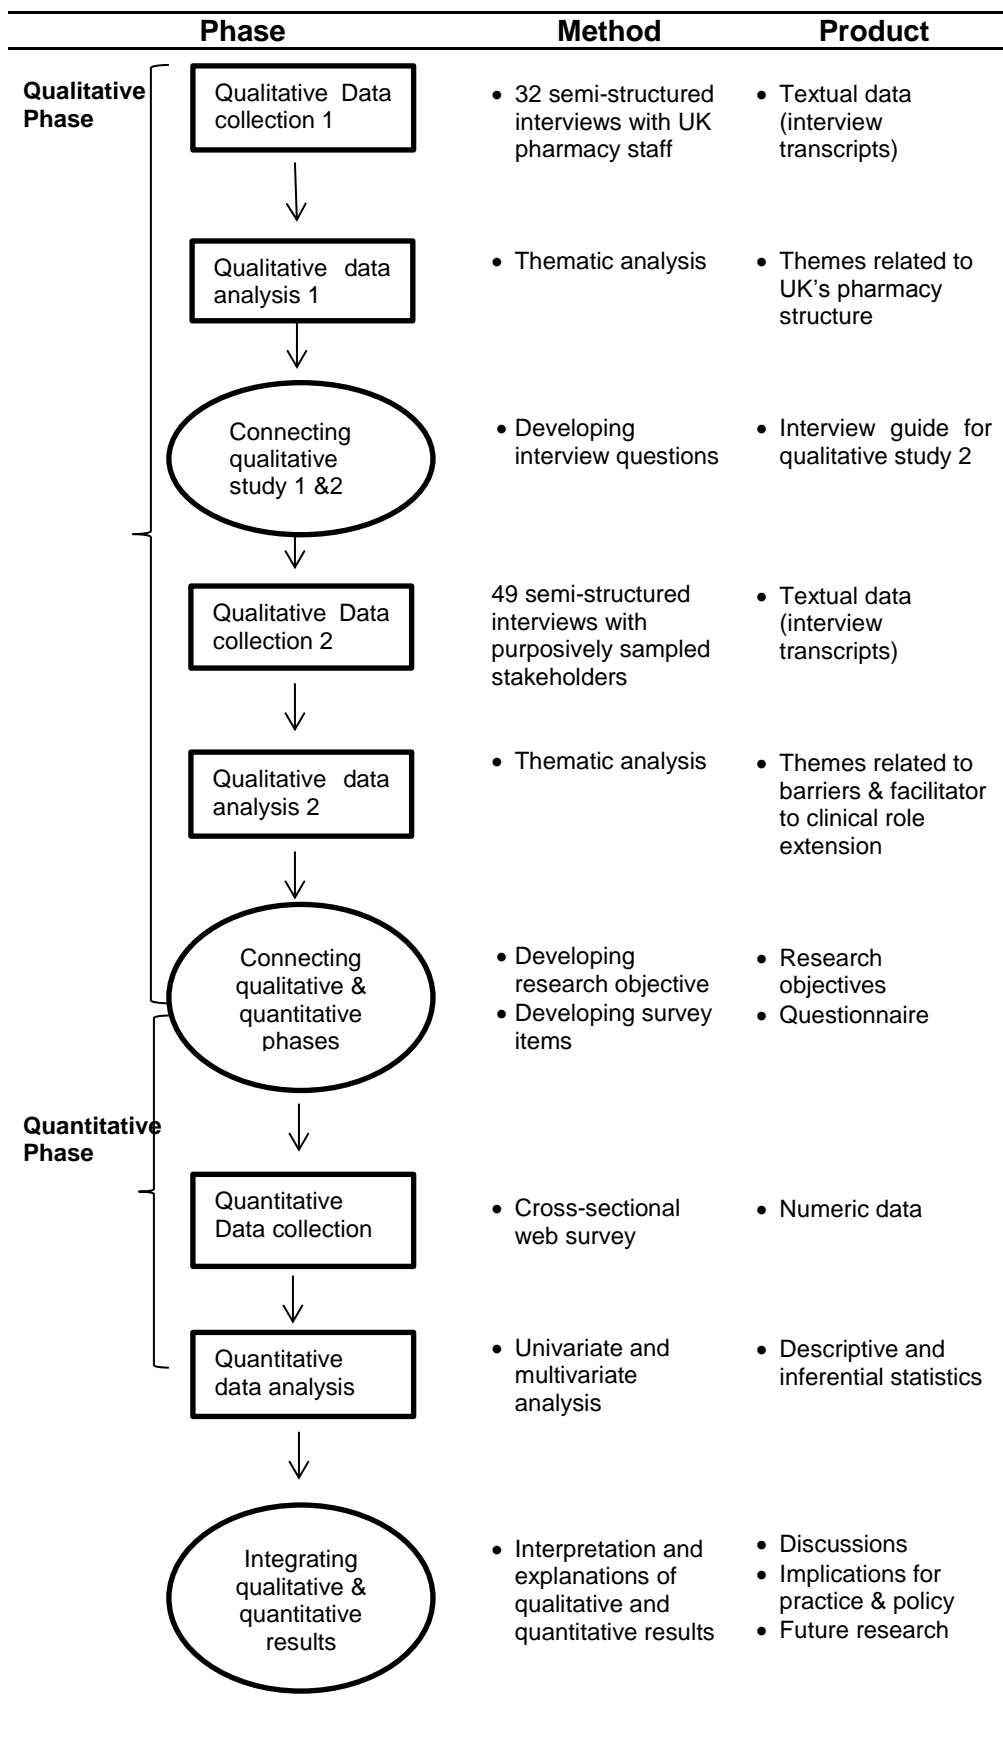 Phase Method Product
Qualitative
Phase
Qualitative Data
collection 1
• 32 semi-structured
interviews with UK
pharmacy staff
• Textual data
(interview
transcripts)
Qualitative data
analysis 1
• Thematic analysis
• Themes related to
UK’s pharmacy
structure
Connecting
qualitative
study 1 &2
• Developing
interview questions
• Interview guide for
qualitative study 2
Qualitative Data
collection 2
49 semi-structured
interviews with
purposively sampled
stakeholders
• Textual data
(interview
transcripts)
Qualitative data
analysis 2
• Thematic analysis
• Themes related to
barriers & facilitator
to clinical role
extension
Connecting
qualitative &
quantitative
phases
• Developing
research objective
• Developing survey
items
• Research
objectives
• Questionnaire
Quantitative
Phase
Quantitative
Data collection
• Cross-sectional
web survey
• Numeric data
Quantitative
data analysis
• Univariate and
multivariate
analysis
• Descriptive and
inferential statistics
Integrating
qualitative &
quantitative
results
• Interpretation and
explanations of
qualitative and
quantitative results
• Discussions
• Implications for
practice & policy
• Future research